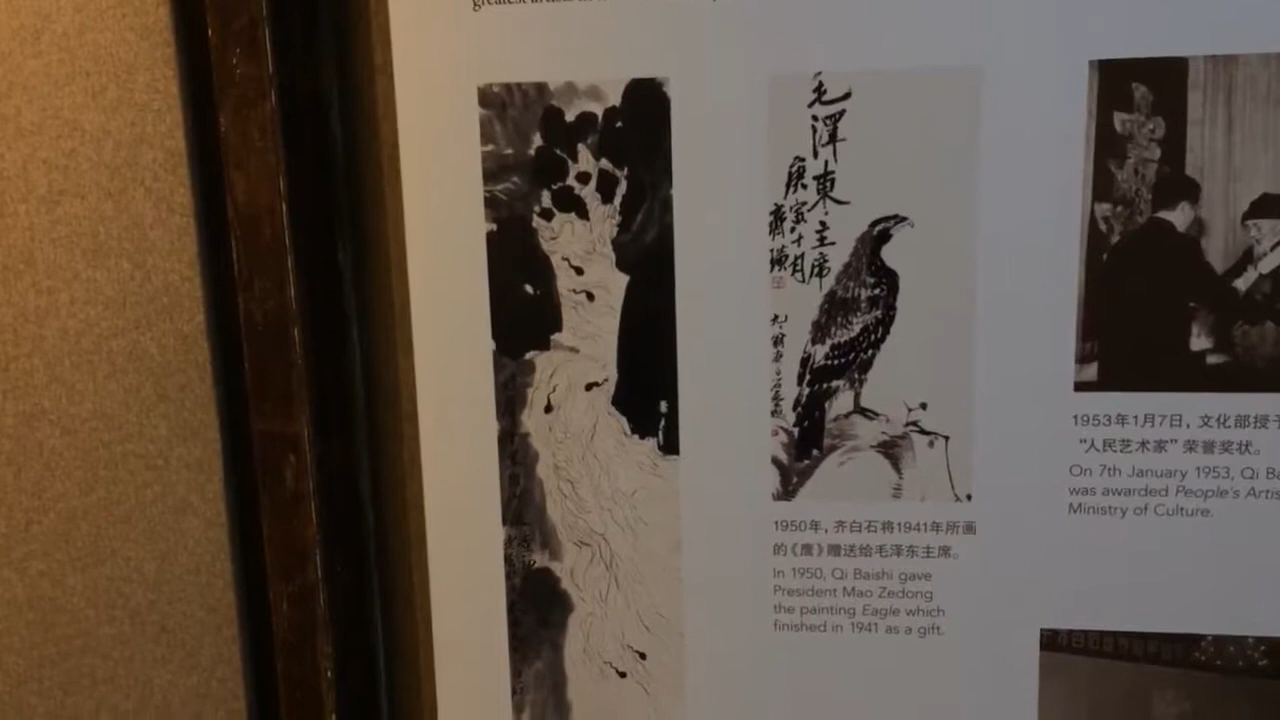 毛澤東主席
庚寅十月
齊璜
1950年，齐白石将1941年所画
的《鹰》赠送给毛泽东主席。
In 1950, Qi Baishi gave
President Mao Zedong
the painting Eagle which
finished in 1941 as a gift.
1953年1月7日，文化部授予
“人民艺术家”荣誉奖状。
On 7th January 1953, Qi Ba
was awarded People's Artis
Ministry of Culture.